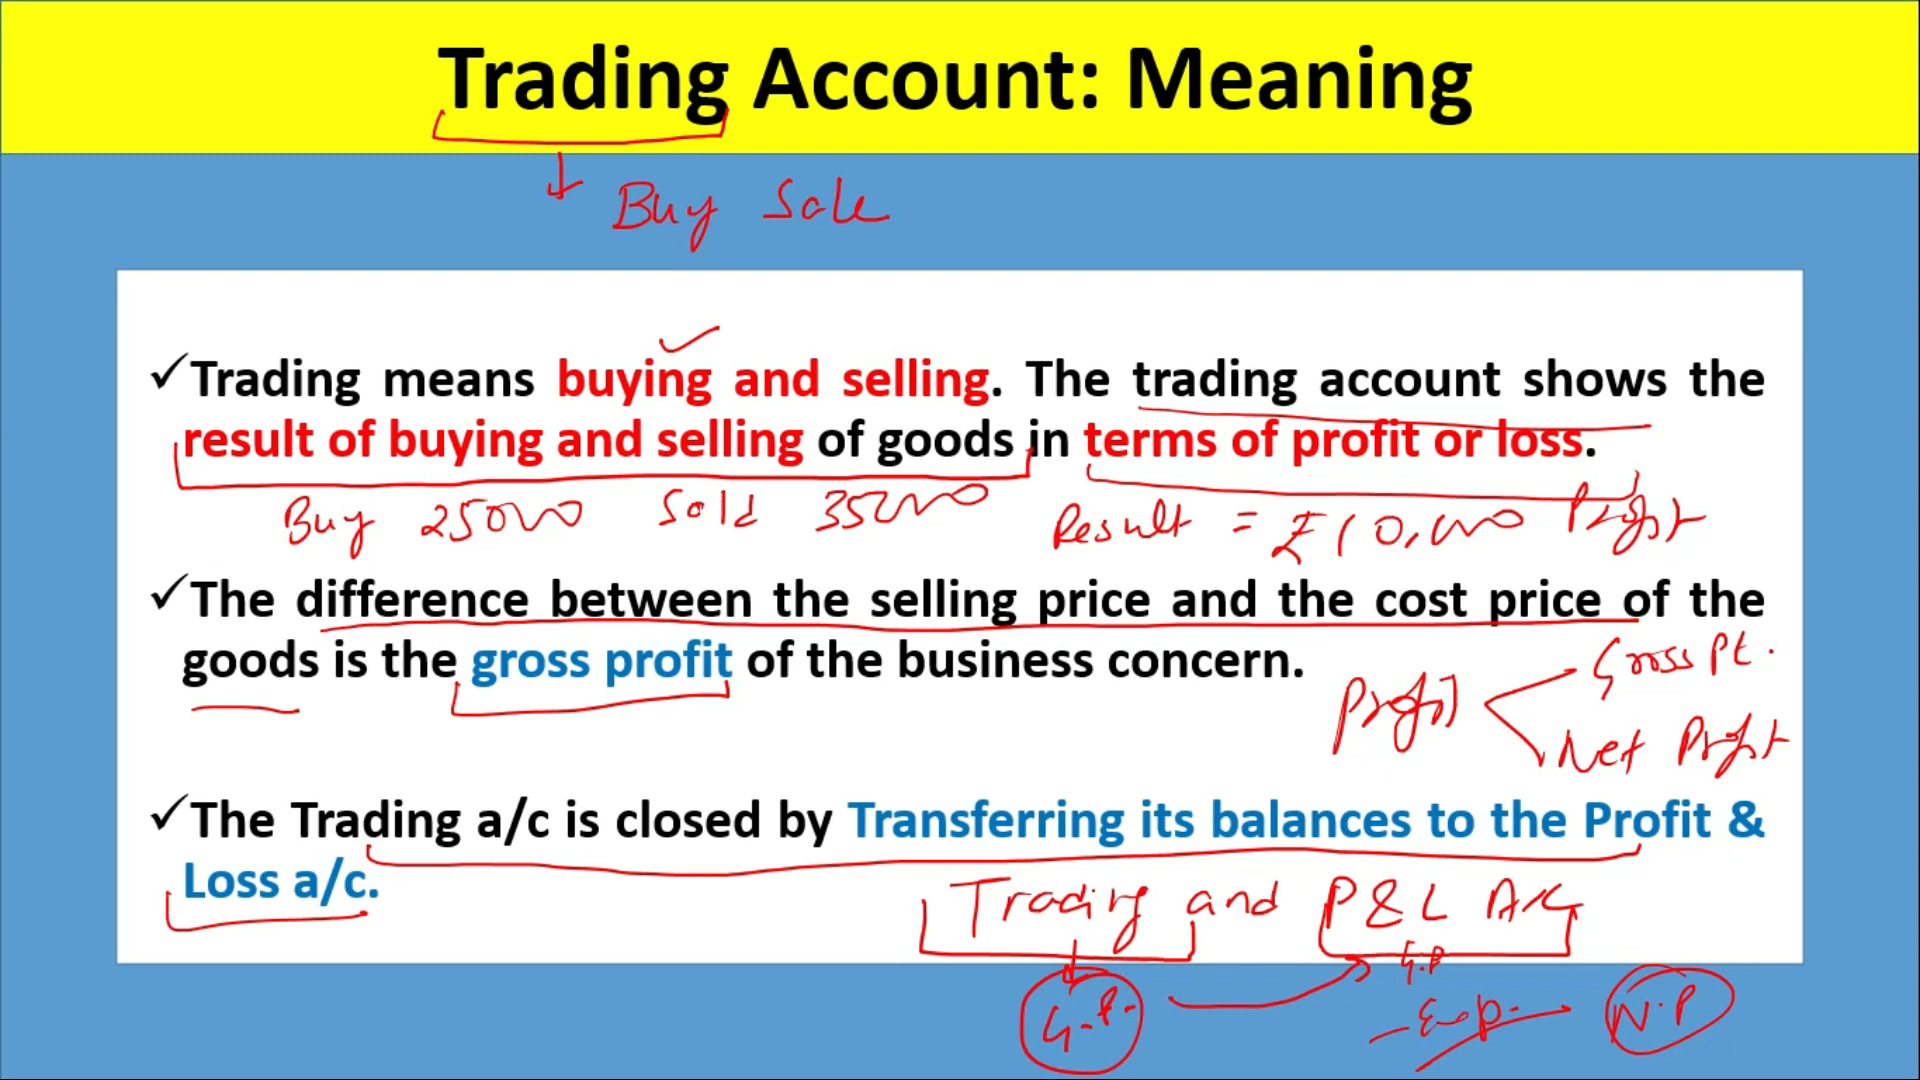 Trading Account: Meaning
Buy Sale
✓Trading means buying and selling. The trading account shows the
result of buying and selling of goods in terms of profit or loss.
Buy 25000 Sold 35000 Result = ₹10,000 Profit
✓The difference between the selling price and the cost price of the
goods is the gross profit of the business concern.
Gross Pt.
Profit
Net Profit
✓The Trading a/c is closed by Transferring its balances to the Profit &
Loss a/c.
Trading and P&L A/C
G.P
G.P.
- Exp.
N.P